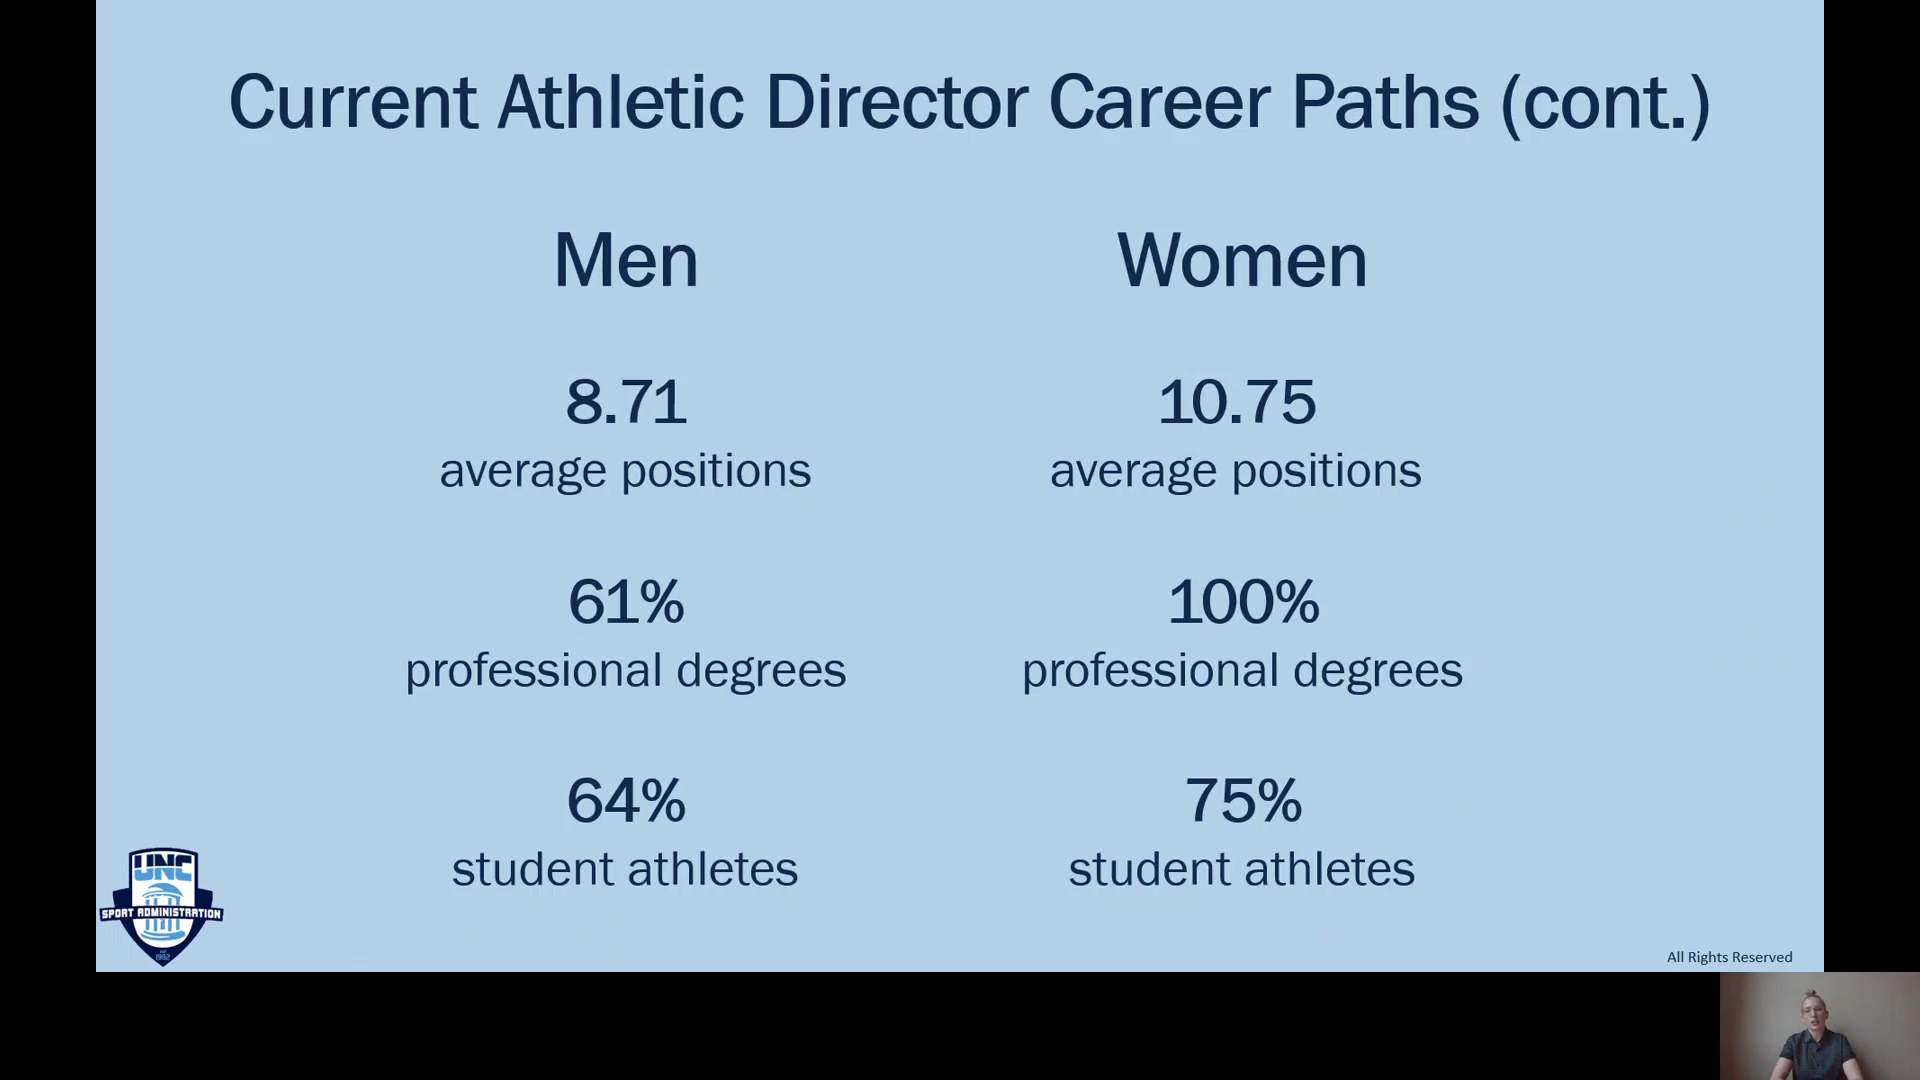 Current Athletic Director Career Paths (cont.)
Men
Women
8.71
average positions
10.75
average positions
61%
professional degrees
100%
professional degrees
64%
student athletes
75%
student athletes
UNC
SPORT ADMINISTRATION
All Rights Reserved